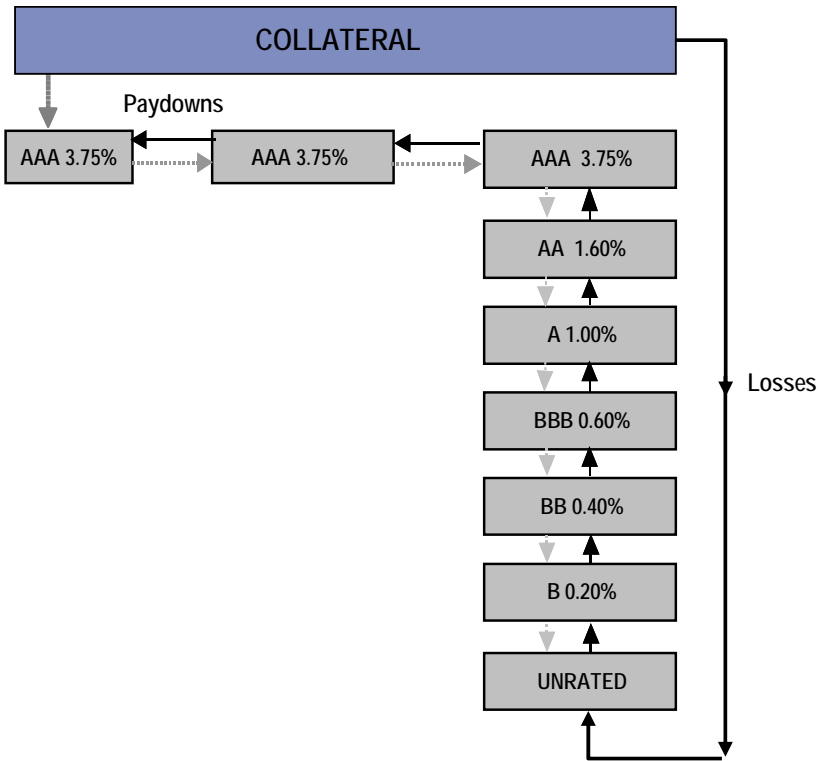 COLLATERAL
Paydowns
AAA 3.75%
AAA 3.75%
AAA 3.75%
AA 1.60%
A 1.00%
BBB 0.60%
Losses
BB 0.40%
B 0.20%
UNRATED